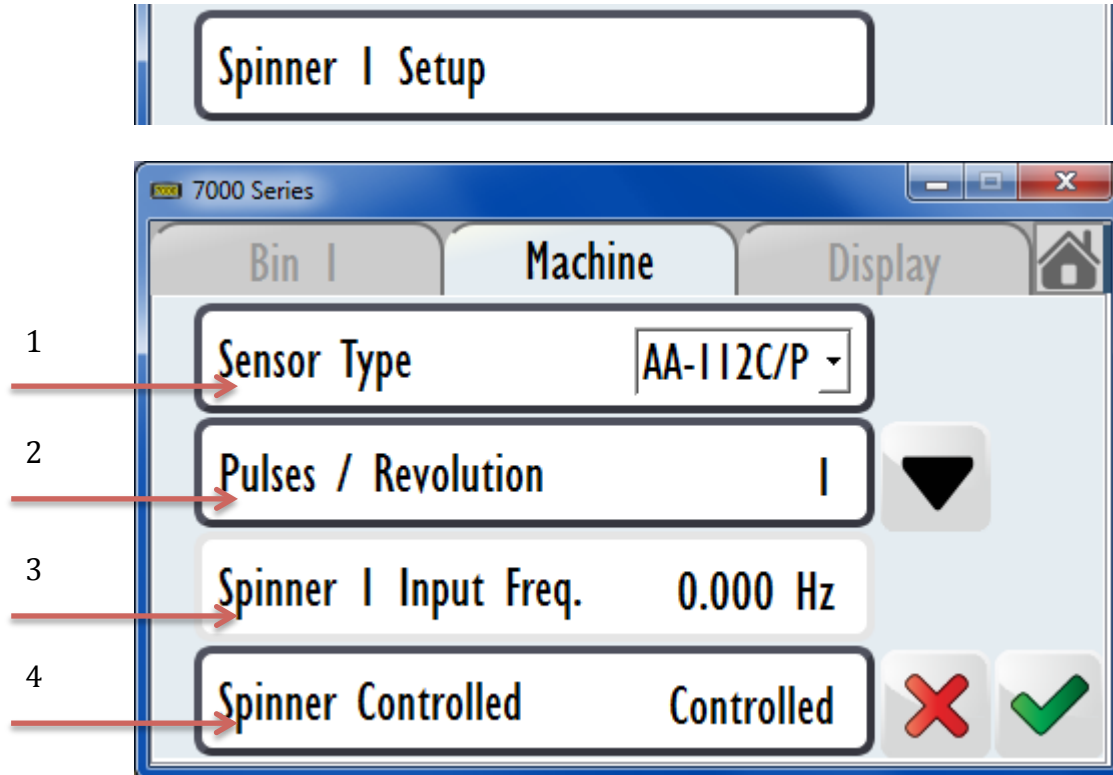 Spinner 1 Setup
7000 Series
Bin 1 Machine Display
1
Sensor Type AA-112C/P
2
Pulses / Revolution 1
3
Spinner 1 Input Freq. 0.000 Hz
4
Spinner Controlled Controlled